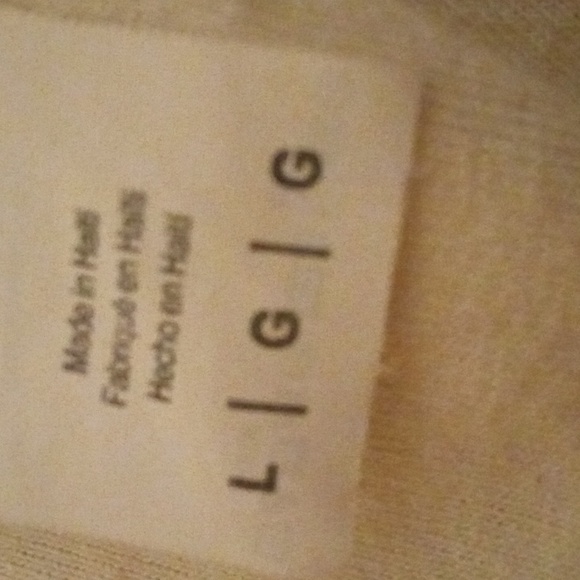 Made in Haiti
Fabriqué en Haïti
Hecho en Haití
L | G | G